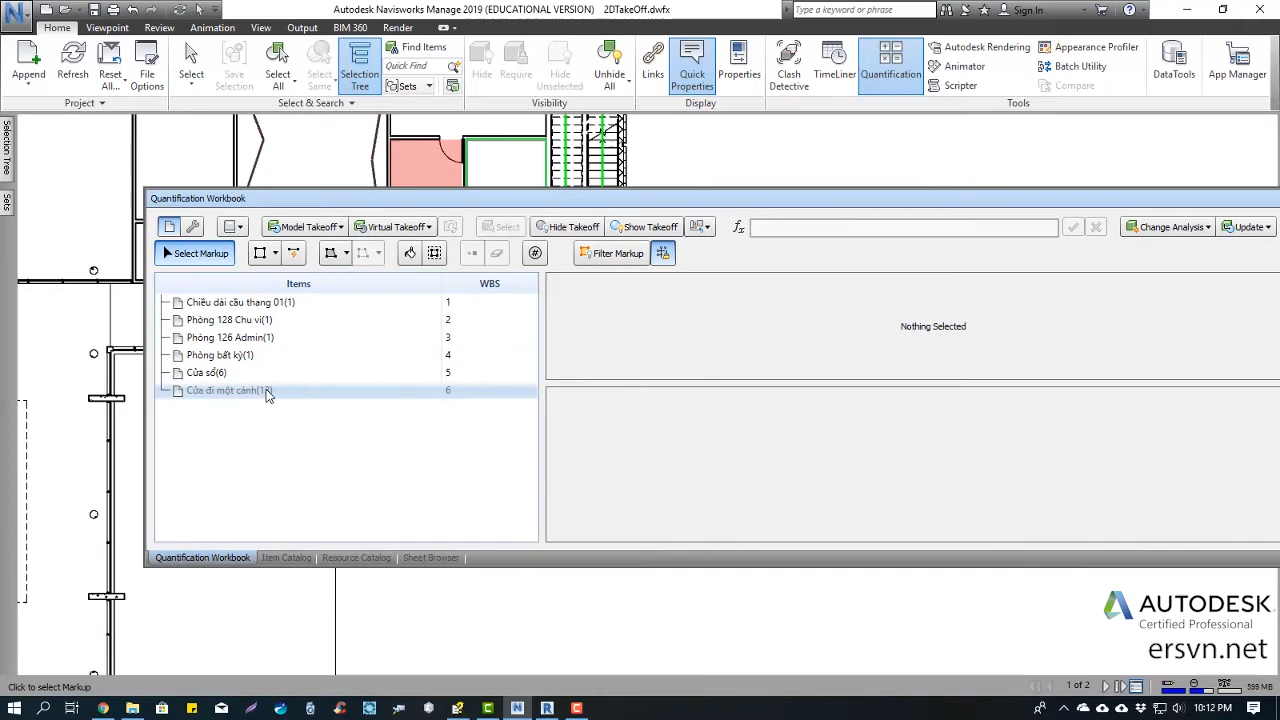 Autodesk Navisworks Manage 2019 (EDUCATIONAL VERSION) 2DTakeOff.dwfx
Type a keyword or phrase
Sign In
Home Viewpoint Review Animation View Output BIM 360 Render
Append
Refresh
Reset All...
File Options
Project
Select
Save Selection
Select All
Select Same
Selection Tree
Find Items
Quick Find
Sets
Select & Search
Hide
Require
Hide Unselected
Unhide All
Visibility
Links
Quick Properties
Properties
Display
Clash Detective
TimeLiner
Quantification
Autodesk Rendering
Animator
Scripter
Appearance Profiler
Batch Utility
Compare
Tools
DataTools
App Manager
Selection Tree
Sets
Quantification Workbook
Model Takeoff Virtual Takeoff Select Hide Takeoff Show Takeoff fx Change Analysis Update
Select Markup Filter Markup
Items WBS
Chiều dài cầu thang 01(1) 1
Phòng 128 Chu vi(1) 2
Phòng 126 Admin(1) 3
Phòng bất kỳ(1) 4
Cửa sổ(6) 5
Cửa đi một cánh 6
Nothing Selected
Quantification Workbook Item Catalog Resource Catalog Sheet Browser
AUTODESK
Certified Professional
ersvn.net
Click to select Markup
1 of 2
599 MB
10:12 PM